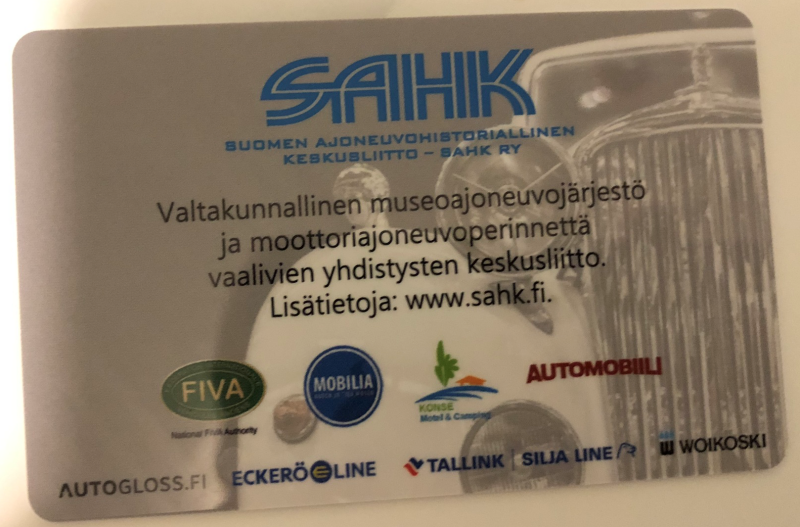 SAHK
SUOMEN AJONEUVOHISTORIALLINEN
KESKUSLIITTO – SAHK RY
Valtakunnallinen museoajoneuvojärjestö
ja moottoriajoneuvoperinnettä
vaalivien yhdistysten keskusliitto.
Lisätietoja: www.sahk.fi.
FIVA
National FIVA Authority
MOBILIA
KONSE
Motel & Camping
AUTOMOBIILI
AUTOGLOSS.FI
ECKERÖ LINE
TALLINK | SILJA LINE
WOIKOSKI